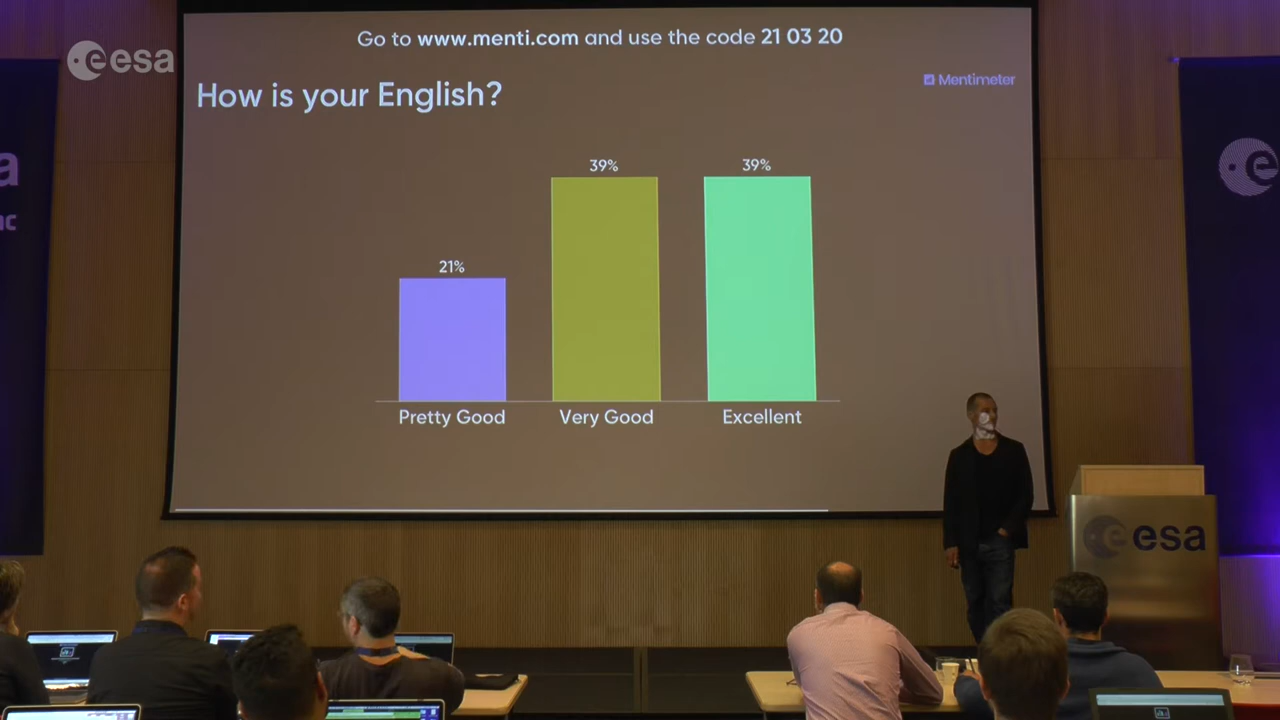 esa
Go to www.menti.com and use the code 21 03 20
Mentimeter
How is your English?
39%
39%
21%
Pretty Good
Very Good
Excellent
a
e
esa